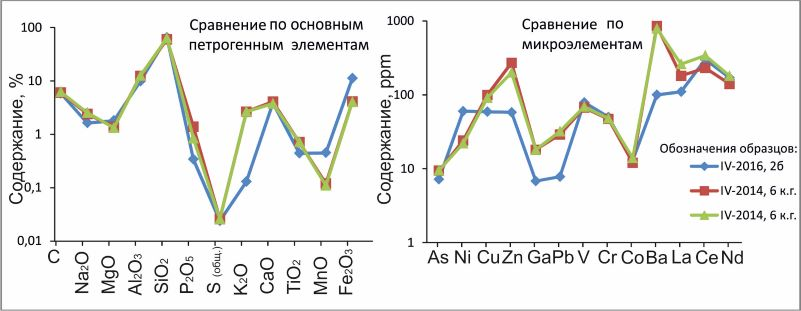 Сравнение по основным
петрогенным элементам
Содержание, %
100
10
1
0,1
0,01
C
Na2O
MgO
Al2O3
SiO2
P2O5
S (общ.)
K2O
CaO
TiO2
MnO
Fe2O3
Сравнение по
микроэлементам
Содержание, ppm
1000
100
10
1
As Ni Cu Zn Ga Pb V Cr Co Ba La Ce Nd
Обозначения образцов:
IV-2016, 2б
IV-2014, 6 к.г.
IV-2014, 6 к.г.